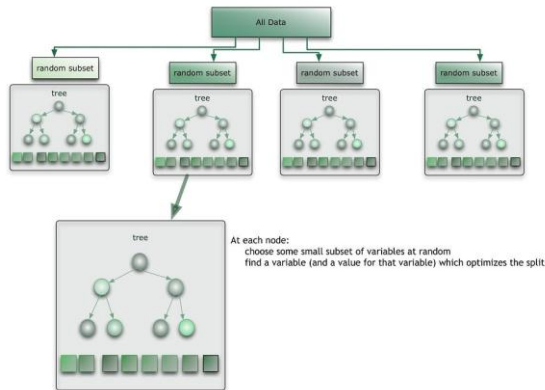 All Data
random subset
random subset
random subset
random subset
tree
tree
tree
tree
tree
At each node:
choose some small subset of variables at random
find a variable (and a value for that variable) which optimizes the split